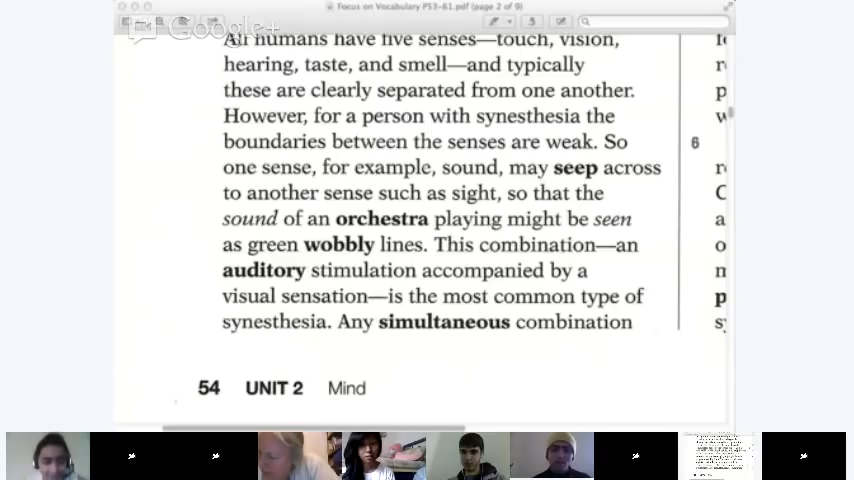 Focus on Vocabulary P53-61.pdf (page 2 of 9)
Google+
All humans have five senses—touch, vision,
hearing, taste, and smell—and typically
these are clearly separated from one another.
However, for a person with synesthesia the
boundaries between the senses are weak. So
one sense, for example, sound, may seep across
to another sense such as sight, so that the
sound of an orchestra playing might be seen
as green wobbly lines. This combination—an
auditory stimulation accompanied by a
visual sensation—is the most common type of
synesthesia. Any simultaneous combination
6
54 UNIT 2 Mind